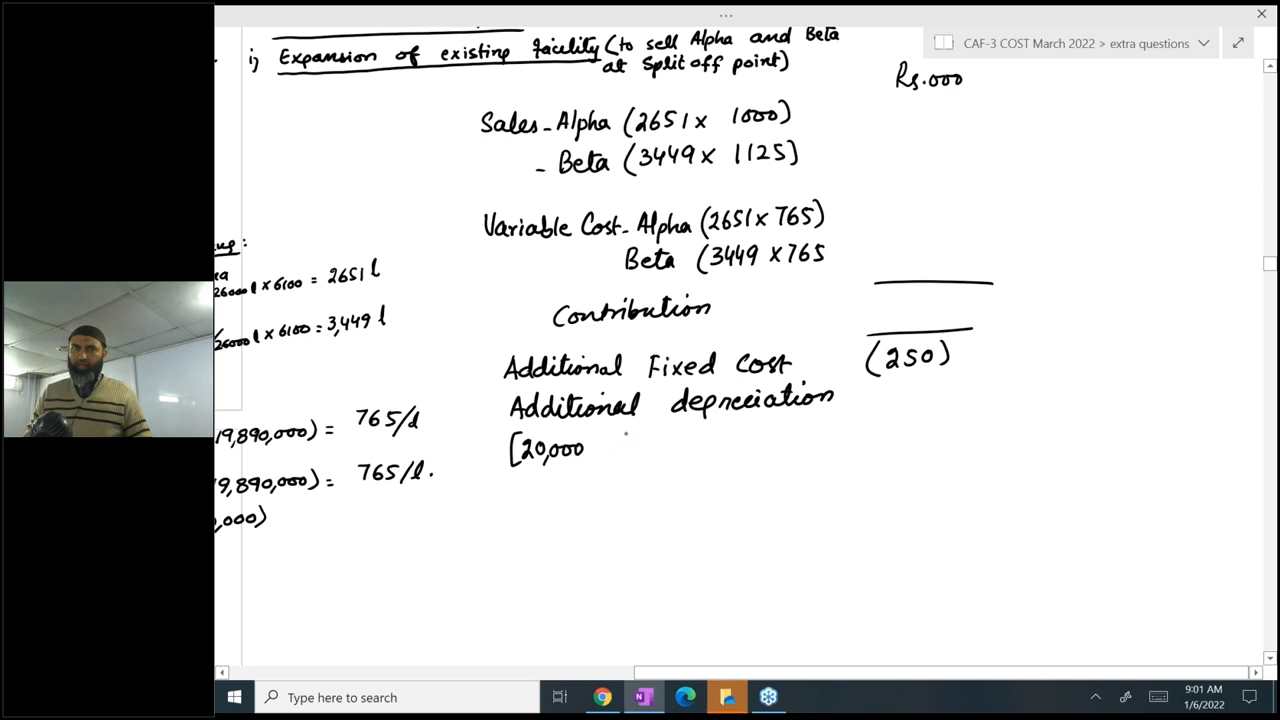 CAF-3 COST March 2022 > extra questions
i) Expansion of existing facility (to sell Alpha and Beta
at Split off point)
Rs.000
Sales - Alpha (2651 x 1000)
- Beta (3449 x 1125]
Variable Cost - Alpha (2651 x 765)
Beta (3449 x 765
Contribution
Additional Fixed Cost (250)
Additional depreciation
[20,000
26000 l x 6100 = 2651 l
26000 l x 6100 = 3,449 l
19,890,000) = 765/l
9,890,000) = 765/l.
,000)
Type here to search
9:01 AM
1/6/2022